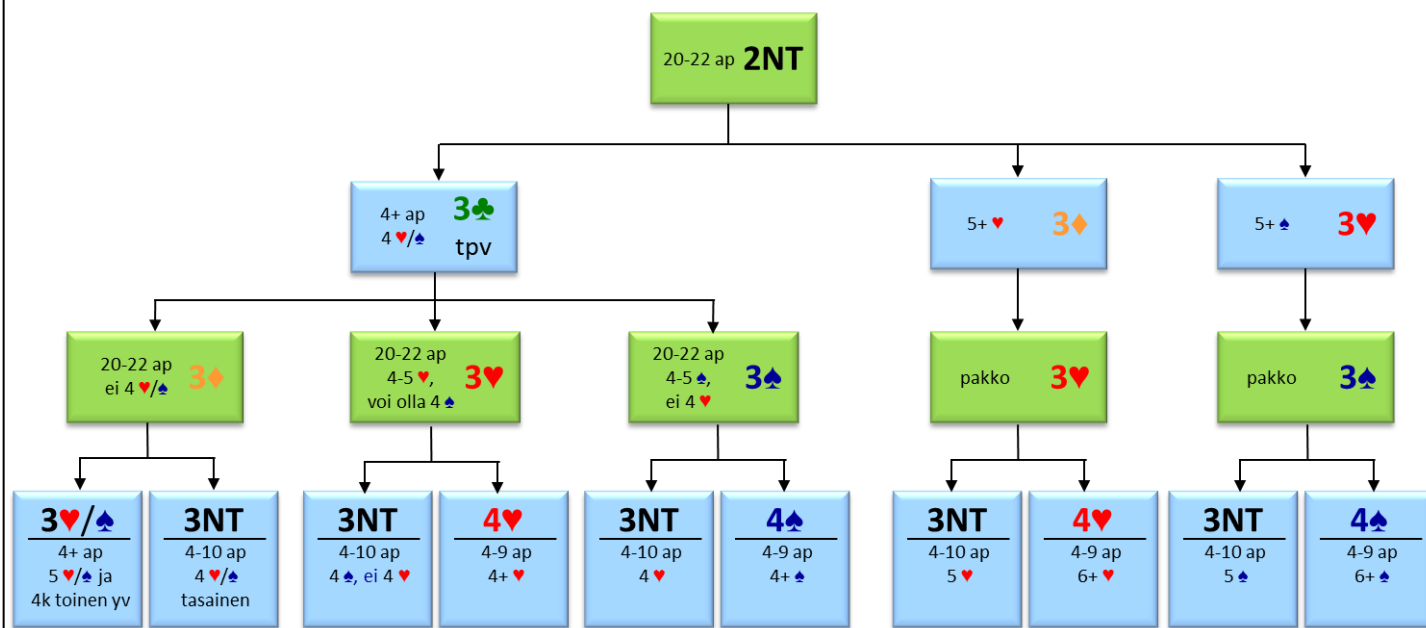 20-22 ap 2NT
4+ ap 3♣
4 ♥/♠ tpv
5+ ♥ 3♦
5+ ♠ 3♥
20-22 ap
ei 4 ♥/♠ 3♦
20-22 ap
4-5 ♥, 3♥
voi olla 4 ♠
20-22 ap
4-5 ♠, 3♠
ei 4 ♥
pakko 3♥
pakko 3♠
3♥/♠
4+ ap
5 ♥/♠ ja
4k toinen yv
3NT
4-10 ap
4 ♥/♠
tasainen
3NT
4-10 ap
4 ♠, ei 4 ♥
4♥
4-9 ap
4+ ♥
3NT
4-10 ap
4 ♥
4♠
4-9 ap
4+ ♠
3NT
4-10 ap
5 ♥
4♥
4-9 ap
6+ ♥
3NT
4-10 ap
5 ♠
4♠
4-9 ap
6+ ♠